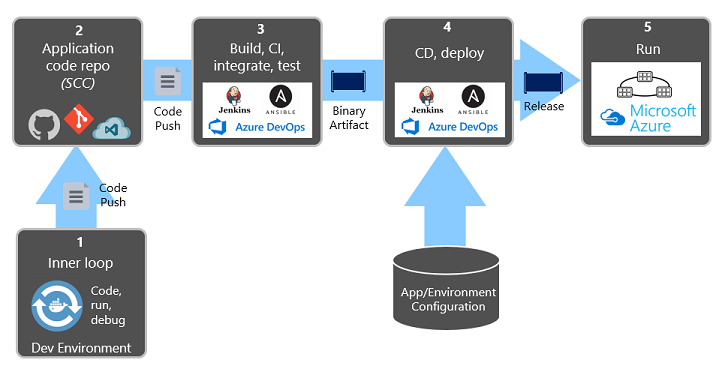 2
Application
code repo
(SCC)
Code
Push
3
Build, CI,
integrate, test
Jenkins
ANSIBLE
Azure DevOps
Binary
Artifact
4
CD, deploy
Jenkins
ANSIBLE
Azure DevOps
Release
5
Run
Microsoft
Azure
Code
Push
1
Inner loop
Code,
run,
debug
Dev Environment
App/Environment
Configuration